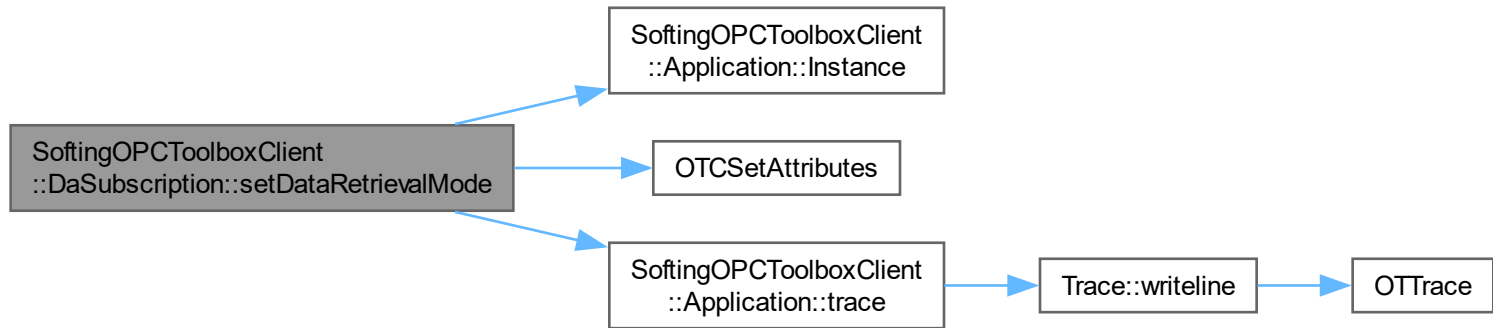 SoftingOPCToolboxClient
::DaSubscription::setDataRetrievalMode
SoftingOPCToolboxClient
::Application::Instance
OTCSetAttributes
SoftingOPCToolboxClient
::Application::trace
Trace::writeline
OTTrace